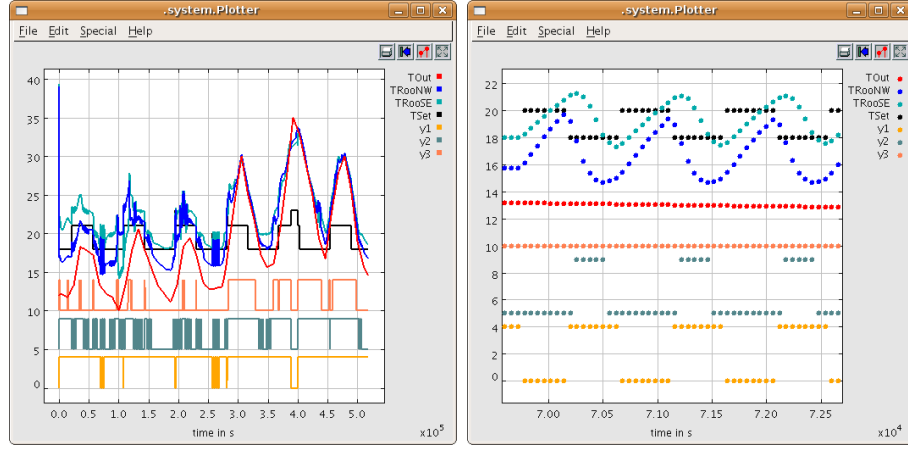 .system.Plotter
File Edit Special Help
TOut
TRooNW
TRooSE
TSet
y1
y2
y3
40
35
30
25
20
15
10
5
0
0.0 0.5 1.0 1.5 2.0 2.5 3.0 3.5 4.0 4.5 5.0
time in s
x10^5
.system.Plotter
File Edit Special Help
TOut
TRooNW
TRooSE
TSet
y1
y2
y3
22
20
18
16
14
12
10
8
6
4
2
0
7.00 7.05 7.10 7.15 7.20 7.25
time in s
x10^4